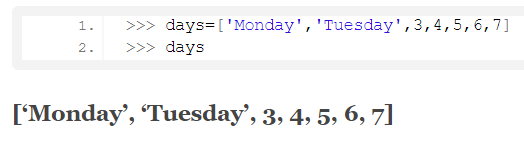 1. >>> days=['Monday','Tuesday',3,4,5,6,7]
2. >>> days
[‘Monday’, ‘Tuesday’, 3, 4, 5, 6, 7]